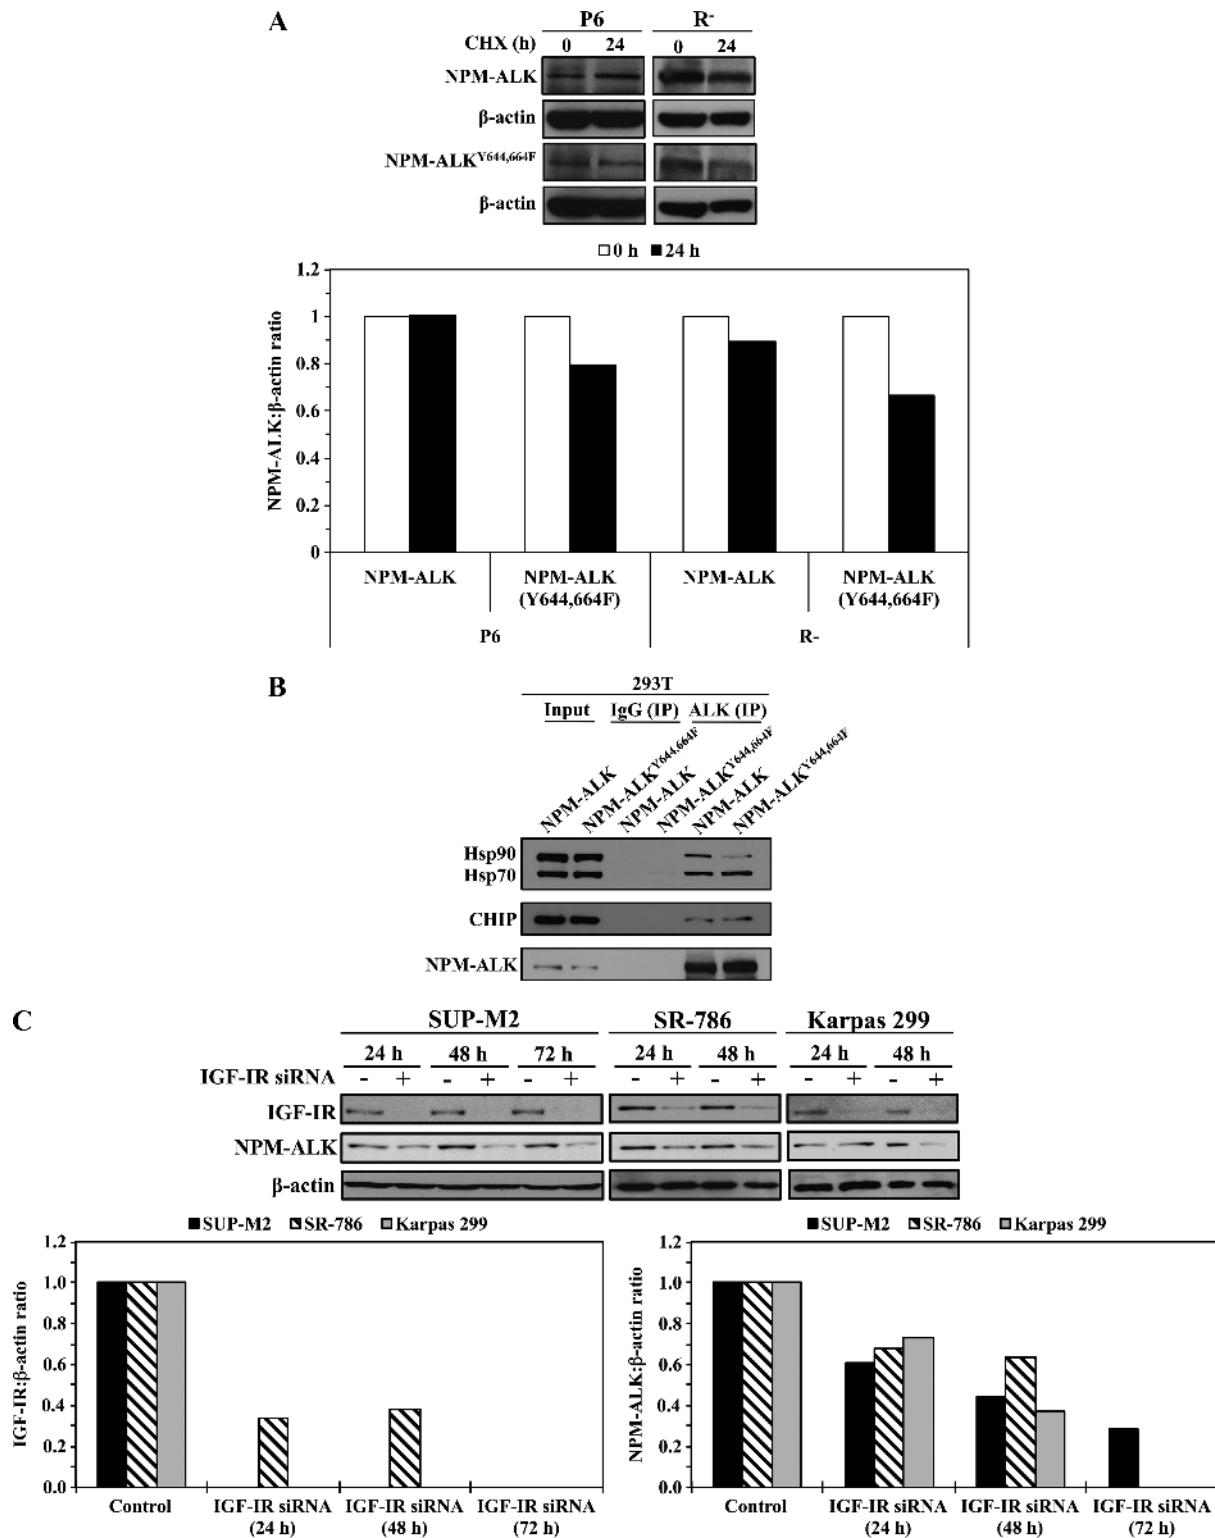 A
P6 R-
CHX (h) 0 24 0 24
NPM-ALK
β-actin
NPM-ALKY644,664F
β-actin
0 h 24 h
NPM-ALK:β-actin ratio
1.2
1
0.8
0.6
0.4
0.2
0
NPM-ALK NPM-ALK NPM-ALK NPM-ALK
(Y644,664F) (Y644,664F)
P6 R-
B
293T
Input IgG (IP) ALK (IP)
NPM-ALK NPM-ALKY644,664F NPM-ALK NPM-ALKY644,664F NPM-ALK NPM-ALKY644,664F
Hsp90
Hsp70
CHIP
NPM-ALK
C
SUP-M2 SR-786 Karpas 299
24 h 48 h 72 h 24 h 48 h 24 h 48 h
IGF-IR siRNA - + - + - + - + - + - + - +
IGF-IR
NPM-ALK
β-actin
SUP-M2 SR-786 Karpas 299
IGF-IR:β-actin ratio
1.2
1.0
0.8
0.6
0.4
0.2
0.0
Control IGF-IR siRNA IGF-IR siRNA IGF-IR siRNA
(24 h) (48 h) (72 h)
SUP-M2 SR-786 Karpas 299
NPM-ALK:β-actin ratio
1.2
1.0
0.8
0.6
0.4
0.2
0.0
Control IGF-IR siRNA IGF-IR siRNA IGF-IR siRNA
(24 h) (48 h) (72 h)